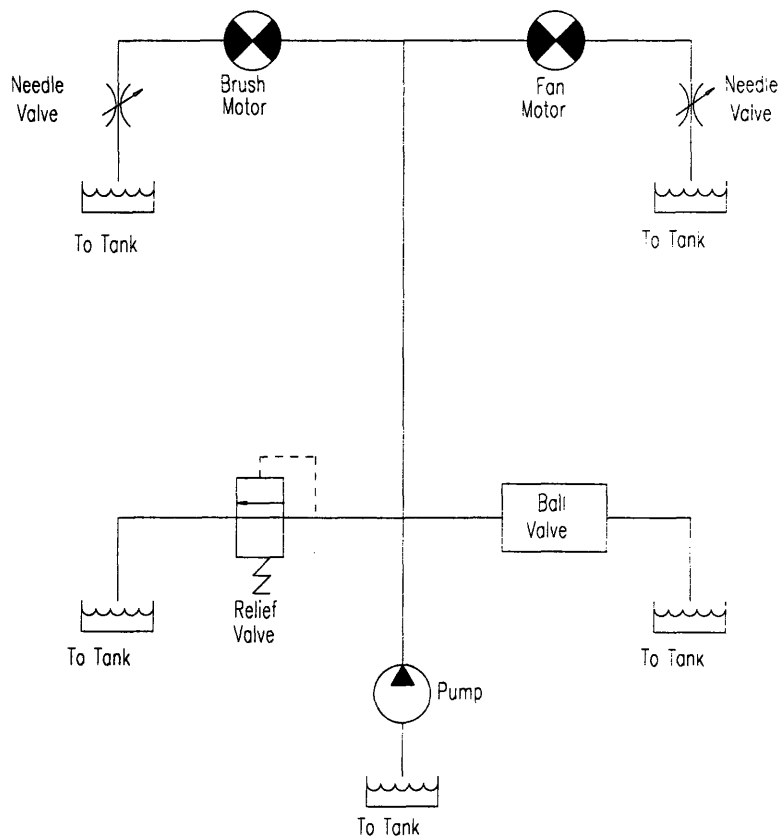 Needle
Valve
Brush
Motor
Fan
Motor
Needle
Vaive
To Tank
To Tank
Ball
Valve
Relief
Valve
To Tank
To Tank
Pump
To Tank